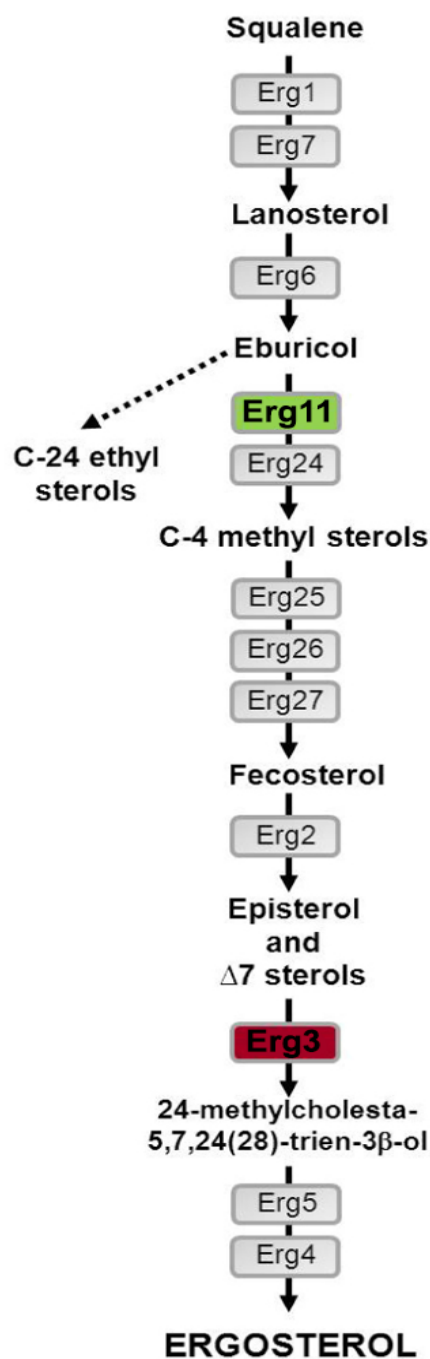 Squalene
Erg1
Erg7
Lanosterol
Erg6
Eburicol
Erg11
C-24 ethyl
sterols
Erg24
C-4 methyl sterols
Erg25
Erg26
Erg27
Fecosterol
Erg2
Episterol
and
Δ7 sterols
Erg3
24-methylcholesta-
5,7,24(28)-trien-3β-ol
Erg5
Erg4
ERGOSTEROL